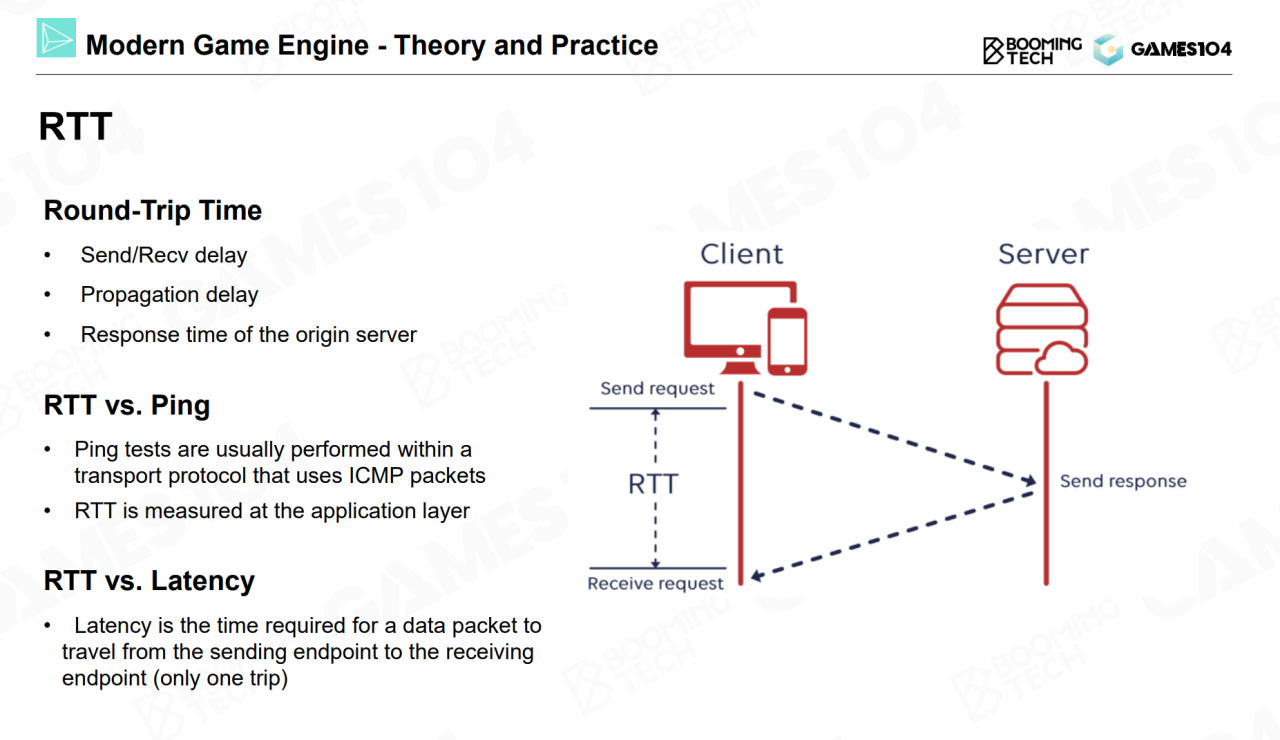 Modern Game Engine - Theory and Practice
BOOMING
TECH
GAMES104
RTT
Round-Trip Time
• Send/Recv delay
• Propagation delay
• Response time of the origin server
RTT vs. Ping
• Ping tests are usually performed within a
transport protocol that uses ICMP packets
• RTT is measured at the application layer
RTT vs. Latency
• Latency is the time required for a data packet to
travel from the sending endpoint to the receiving
endpoint (only one trip)
Client
Server
Send request
RTT
Send response
Receive request